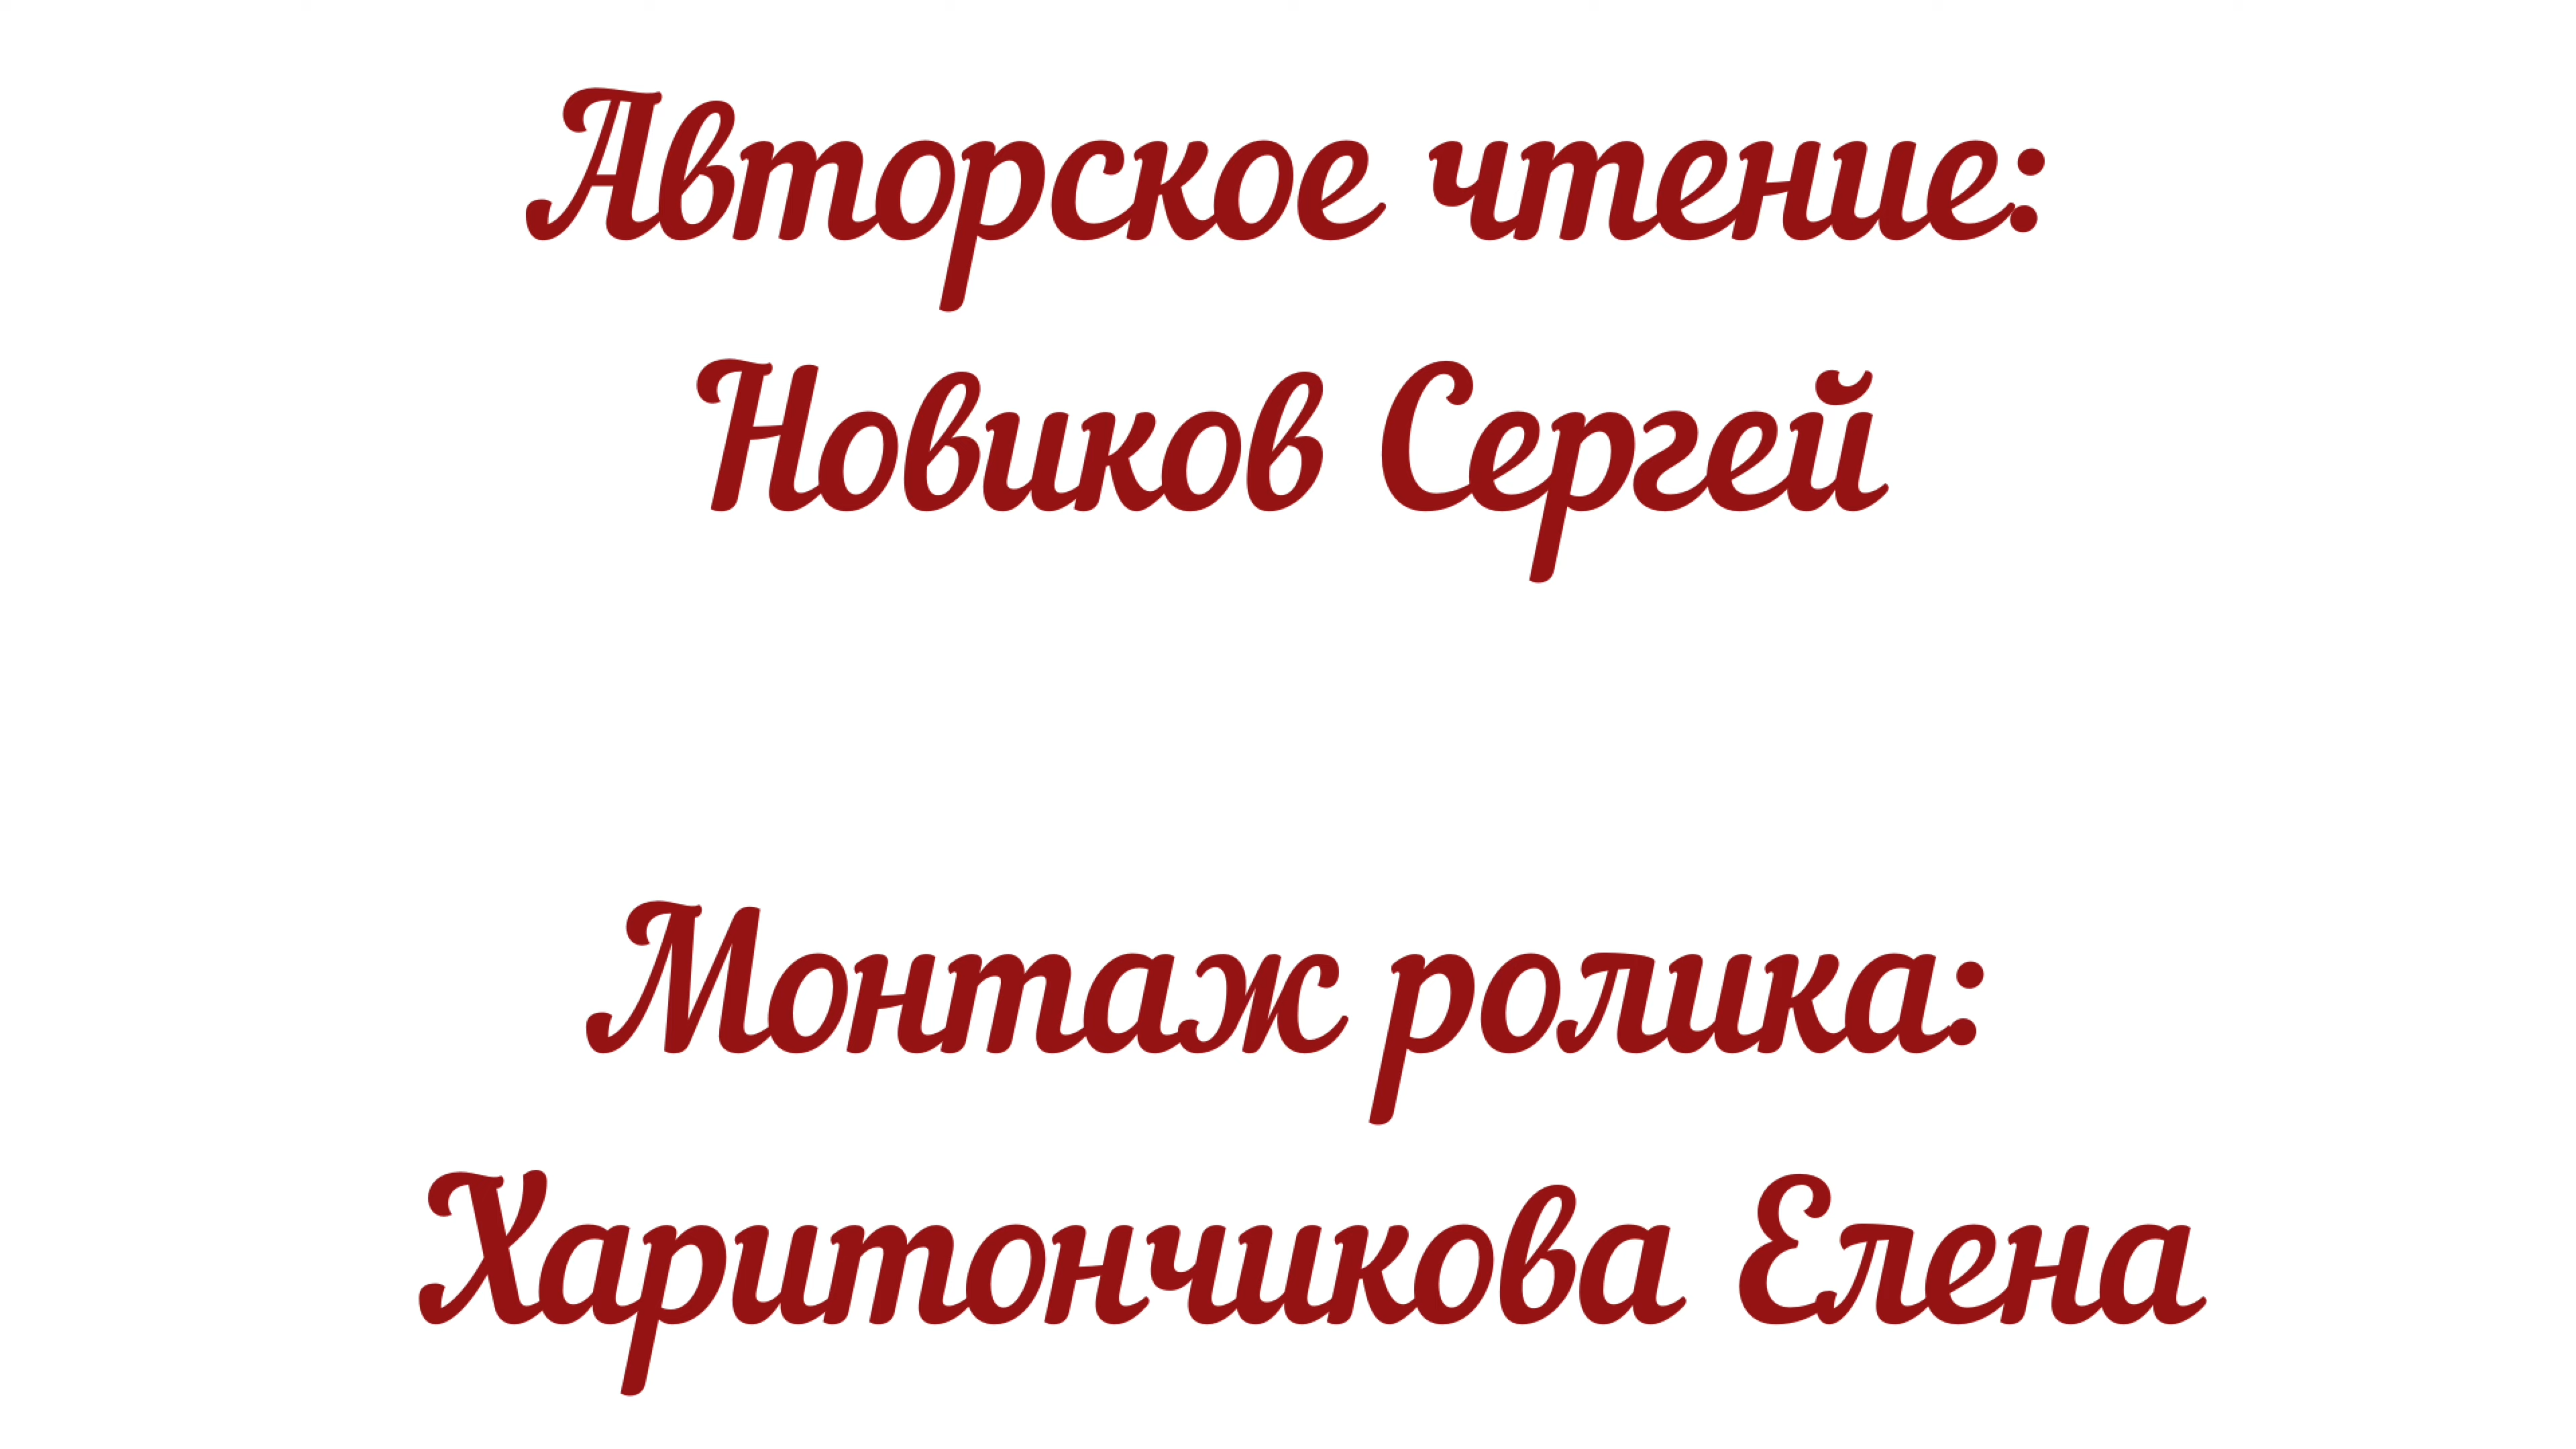 Авторское чтение:
Новиков Сергей
Монтаж ролика:
Харитончикова Елена